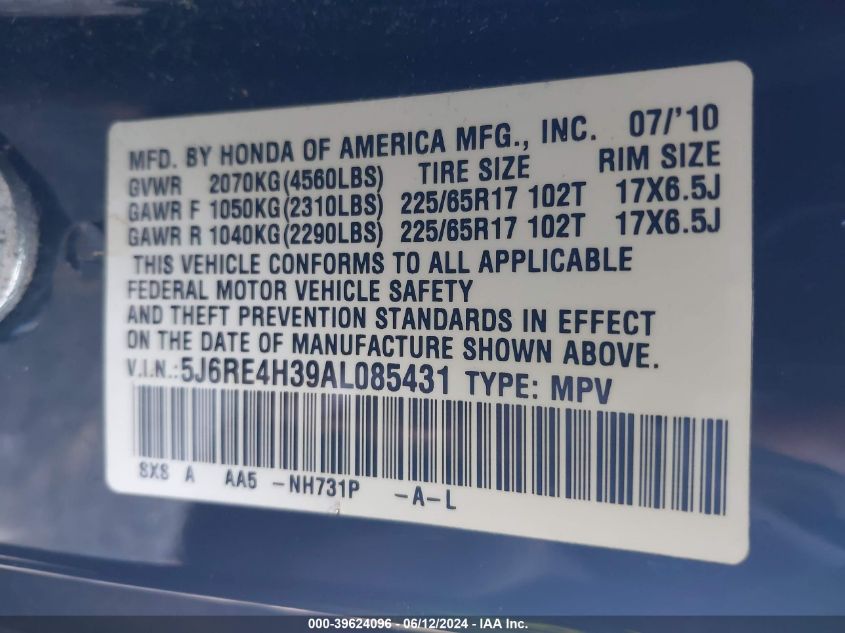 MFD. BY HONDA OF AMERICA MFG., INC. 07/'10
GVWR 2070KG(4560LBS) TIRE SIZE RIM SIZE
GAWR F 1050KG(2310LBS) 225/65R17 102T 17X6.5J
GAWR R 1040KG(2290LBS) 225/65R17 102T 17X6.5J
THIS VEHICLE CONFORMS TO ALL APPLICABLE
FEDERAL MOTOR VEHICLE SAFETY
AND THEFT PREVENTION STANDARDS IN EFFECT
ON THE DATE OF MANUFACTURE SHOWN ABOVE.
V.I.N.:5J6RE4H39AL085431 TYPE: MPV
SXS A AA5 -NH731P -A-L
000-39624096 - 06/12/2024 - IAA Inc.